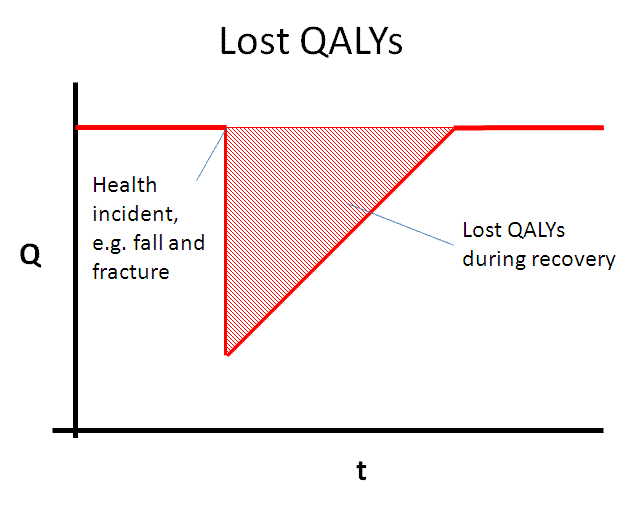 Lost QALYs
Health
incident,
e.g. fall and
fracture
Q
Lost QALYs
during recovery
t